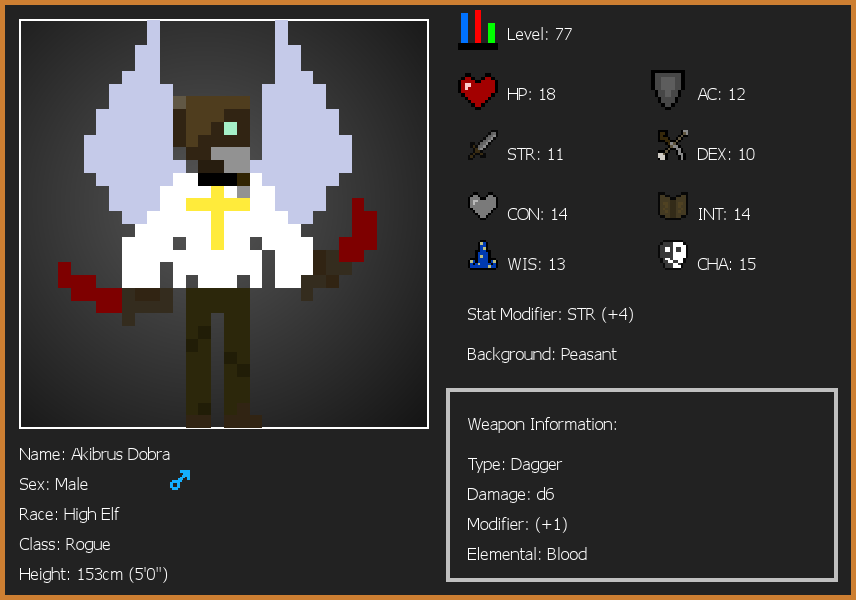 Level: 77
HP: 18
AC: 12
STR: 11
DEX: 10
CON: 14
INT: 14
WIS: 13
CHA: 15
Stat Modifier: STR (+4)
Background: Peasant
Weapon Information:
Type: Dagger
Damage: d6
Modifier: (+1)
Elemental: Blood
Name: Akibrus Dobra
Sex: Male
Race: High Elf
Class: Rogue
Height: 153cm (5'0")